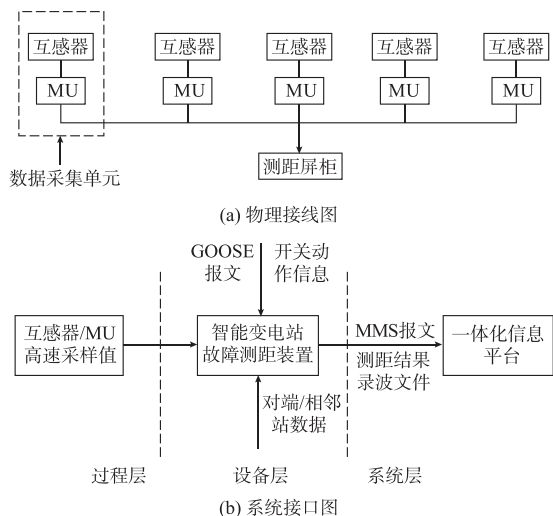 互感器 互感器 互感器 互感器 互感器
MU MU MU MU MU
测距屏柜
数据采集单元
(a) 物理接线图
GOOSE
报文
开关动
作信息
互感器/MU
高速采样值
智能变电站
故障测距装置
MMS报文
测距结果
录波文件
一体化信息
平台
对端/相邻
站数据
过程层 设备层 系统层
(b) 系统接口图